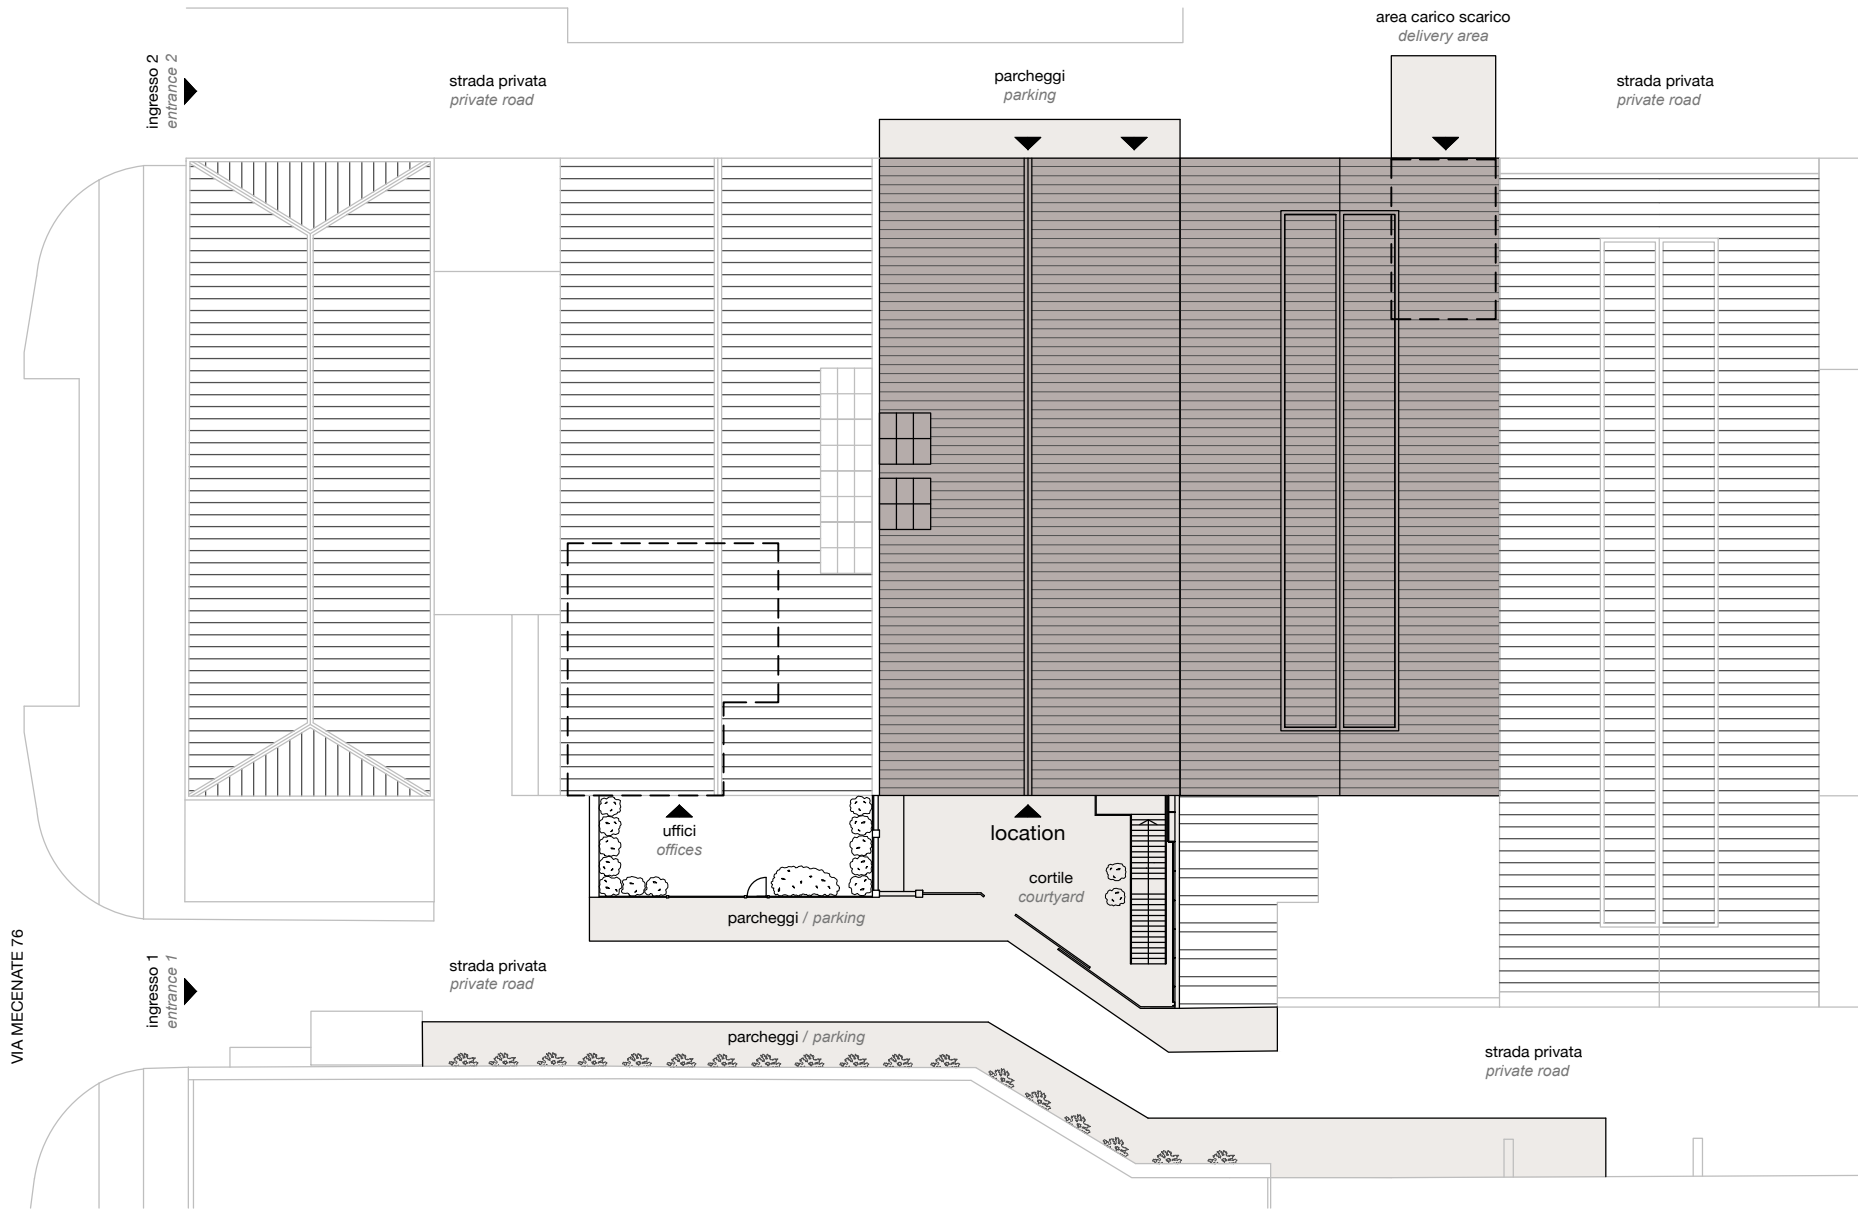 area carico scarico
delivery area
ingresso 2
entrance 2
strada privata
private road
parcheggi
parking
strada privata
private road
uffici
offices
location
cortile
courtyard
parcheggi / parking
VIA MECENATE 76
ingresso 1
entrance 1
strada privata
private road
parcheggi / parking
strada privata
private road